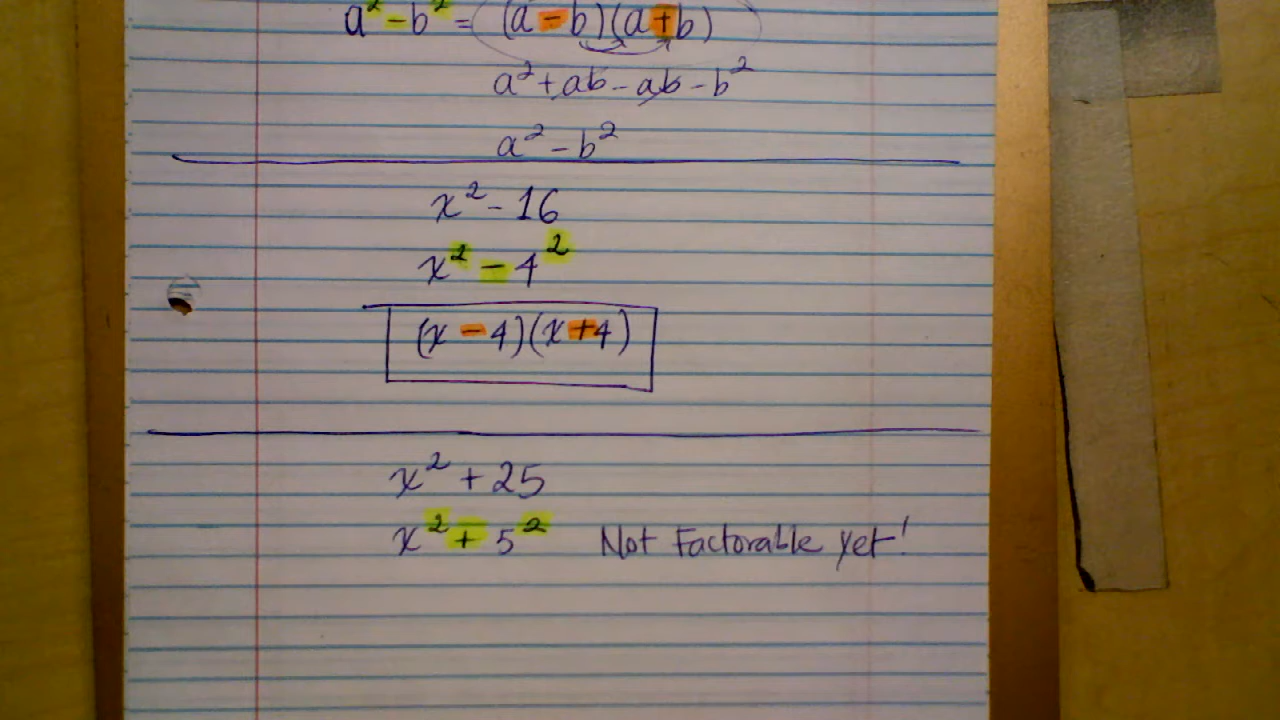 a² - b² = (a - b)(a + b)
a² + ab - ab - b²
a² - b²
x² - 16
x² - 4²
(x - 4)(x + 4)
x² + 25
x² + 5² Not Factorable yet!